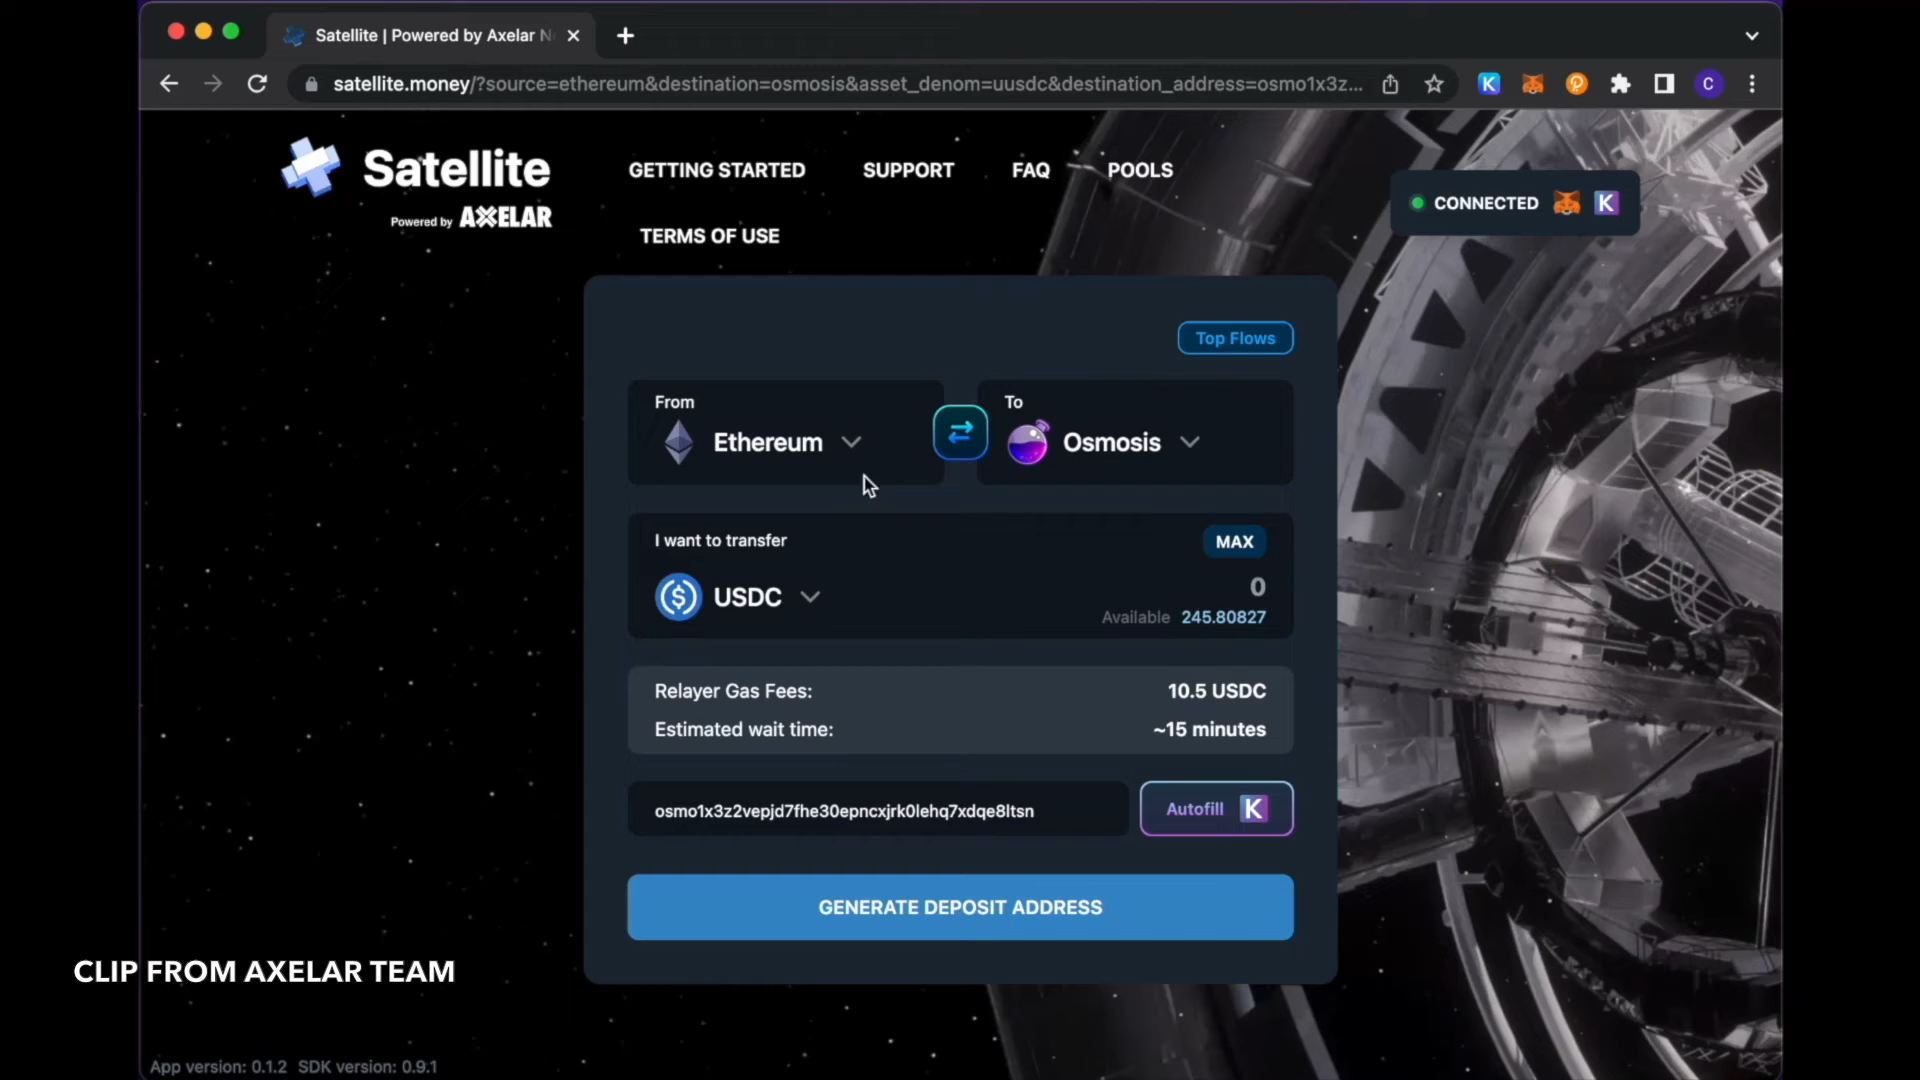 Satellite | Powered by Axelar N
satellite.money/?source=ethereum&destination=osmosis&asset_denom=uusdc&destination_address=osmo1x3z...
K
C
Satellite
Powered by AXELAR
GETTING STARTED
SUPPORT
FAQ
POOLS
TERMS OF USE
CONNECTED
K
Top Flows
From
Ethereum
To
Osmosis
I want to transfer
MAX
USDC
0
Available 245.80827
Relayer Gas Fees:
10.5 USDC
Estimated wait time:
~15 minutes
osmo1x3z2vepjd7fhe30epncxjrk0lehq7xdqe8ltsn
Autofill K
GENERATE DEPOSIT ADDRESS
CLIP FROM AXELAR TEAM
App version: 0.1.2 SDK version: 0.9.1